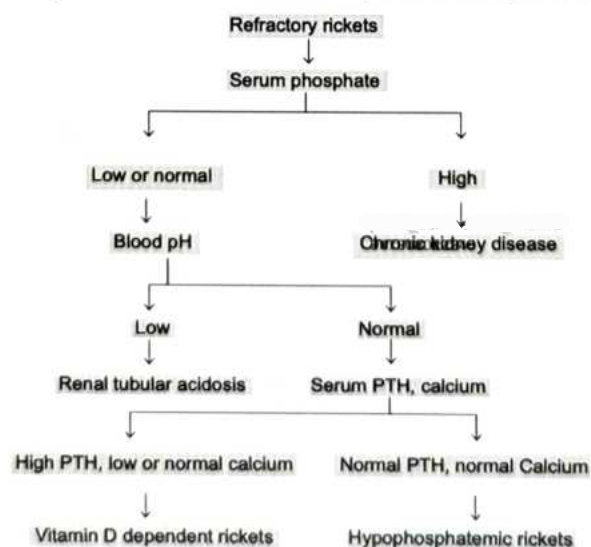 Refractory rickets
Serum phosphate
Low or normal
High
Blood pH
Chronic kidney disease
Low
Normal
Renal tubular acidosis
Serum PTH, calcium
High PTH, low or normal calcium
Normal PTH, normal Calcium
Vitamin D dependent rickets
Hypophosphatemic rickets